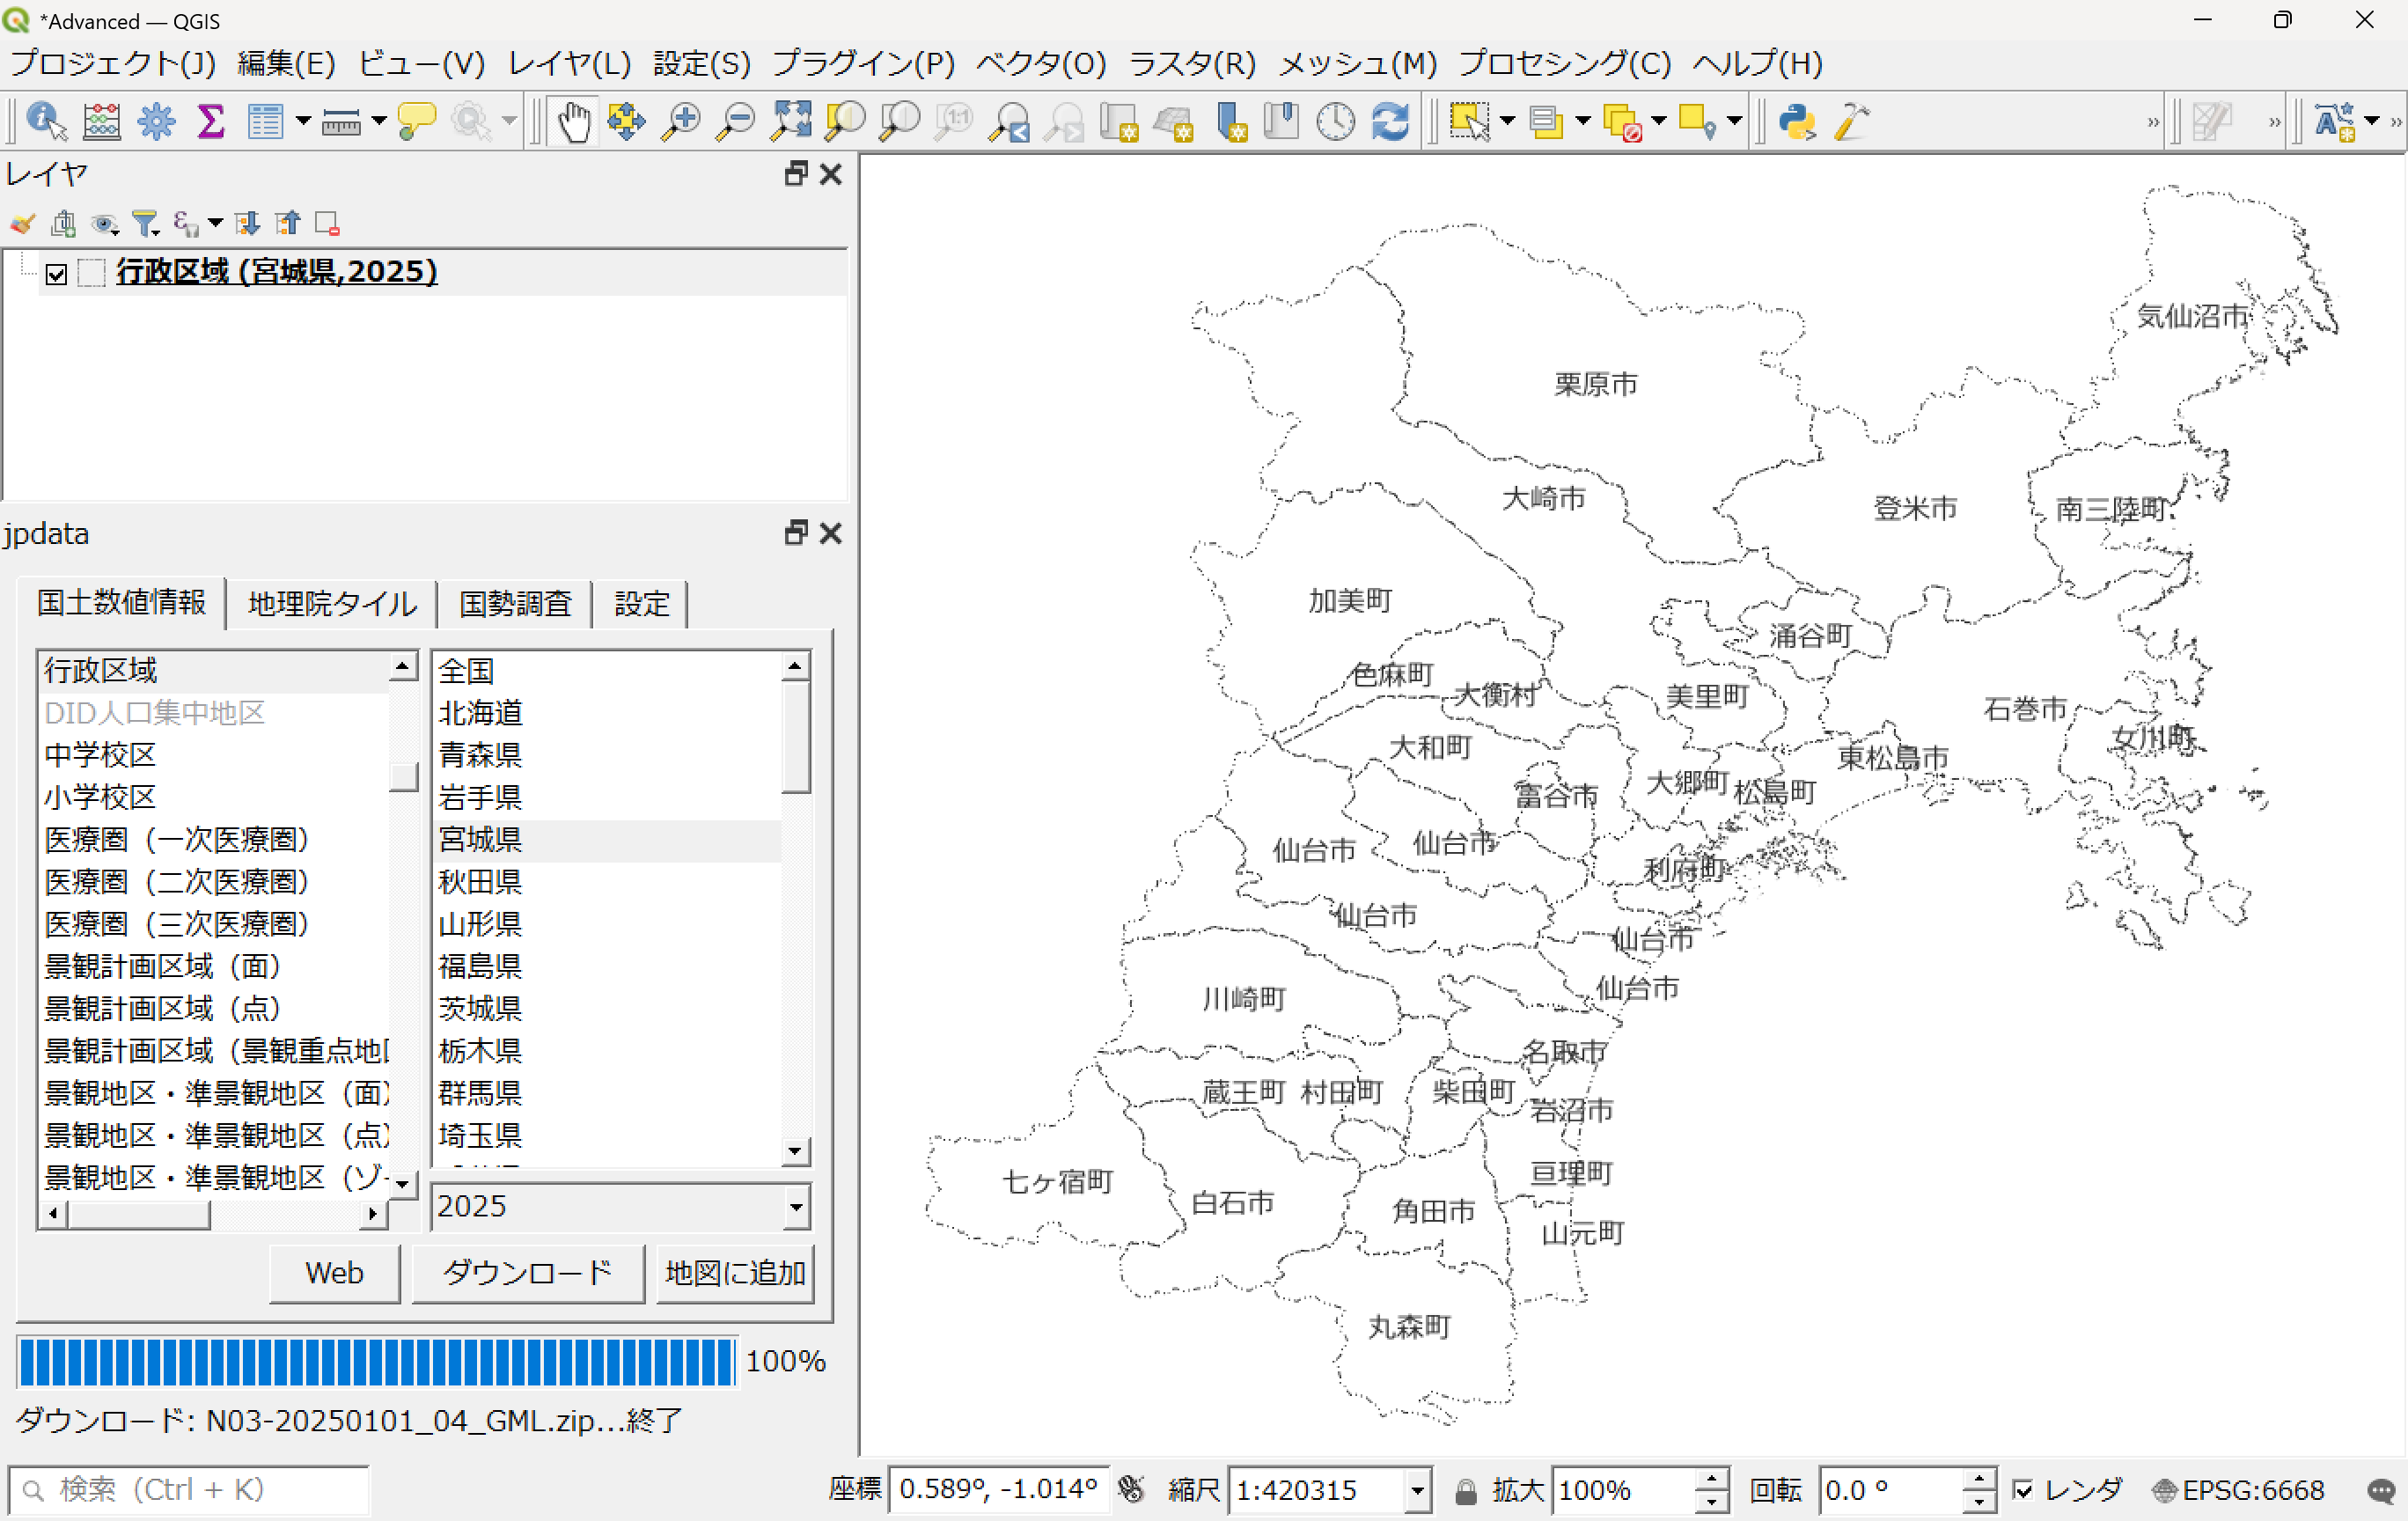 *Advanced — QGIS
プロジェクト(J) 編集(E) ビュー(V) レイヤ(L) 設定(S) プラグイン(P) ベクタ(O) ラスタ(R) メッシュ(M) プロセシング(C) ヘルプ(H)
レイヤ
行政区域 (宮城県,2025)
jpdata
国土数値情報 地理院タイル 国勢調査 設定
行政区域
DID人口集中地区
中学校区
小学校区
医療圏（一次医療圏）
医療圏（二次医療圏）
医療圏（三次医療圏）
景観計画区域（面）
景観計画区域（点）
景観計画区域（景観重点地
景観地区・準景観地区（面）
景観地区・準景観地区（点）
景観地区・準景観地区（ゾ
全国
北海道
青森県
岩手県
宮城県
秋田県
山形県
福島県
茨城県
栃木県
群馬県
埼玉県
2025
Web ダウンロード 地図に追加
100%
ダウンロード: N03-20250101_04_GML.zip...終了
気仙沼市
栗原市
大崎市
登米市
南三陸町
加美町
涌谷町
色麻町
大衡村
美里町
石巻市
女川町
大和町
東松島市
大郷町
松島町
富谷市
仙台市
仙台市
利府町
仙台市
仙台市
仙台市
川崎町
名取市
蔵王町
村田町
柴田町
岩沼市
亘理町
七ヶ宿町
白石市
角田市
山元町
丸森町
検索（Ctrl + K）
座標 0.589°, -1.014° 縮尺 1:420315 拡大 100% 回転 0.0 ° レンダ EPSG:6668